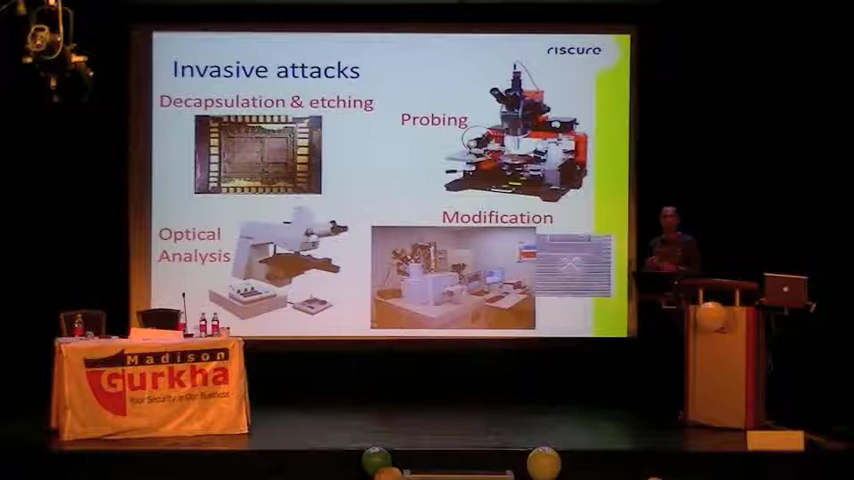 riscure
Invasive attacks
Decapsulation & etching
Probing
Modification
Optical
Analysis
Madison
Gurkha
Your Security is Our Business